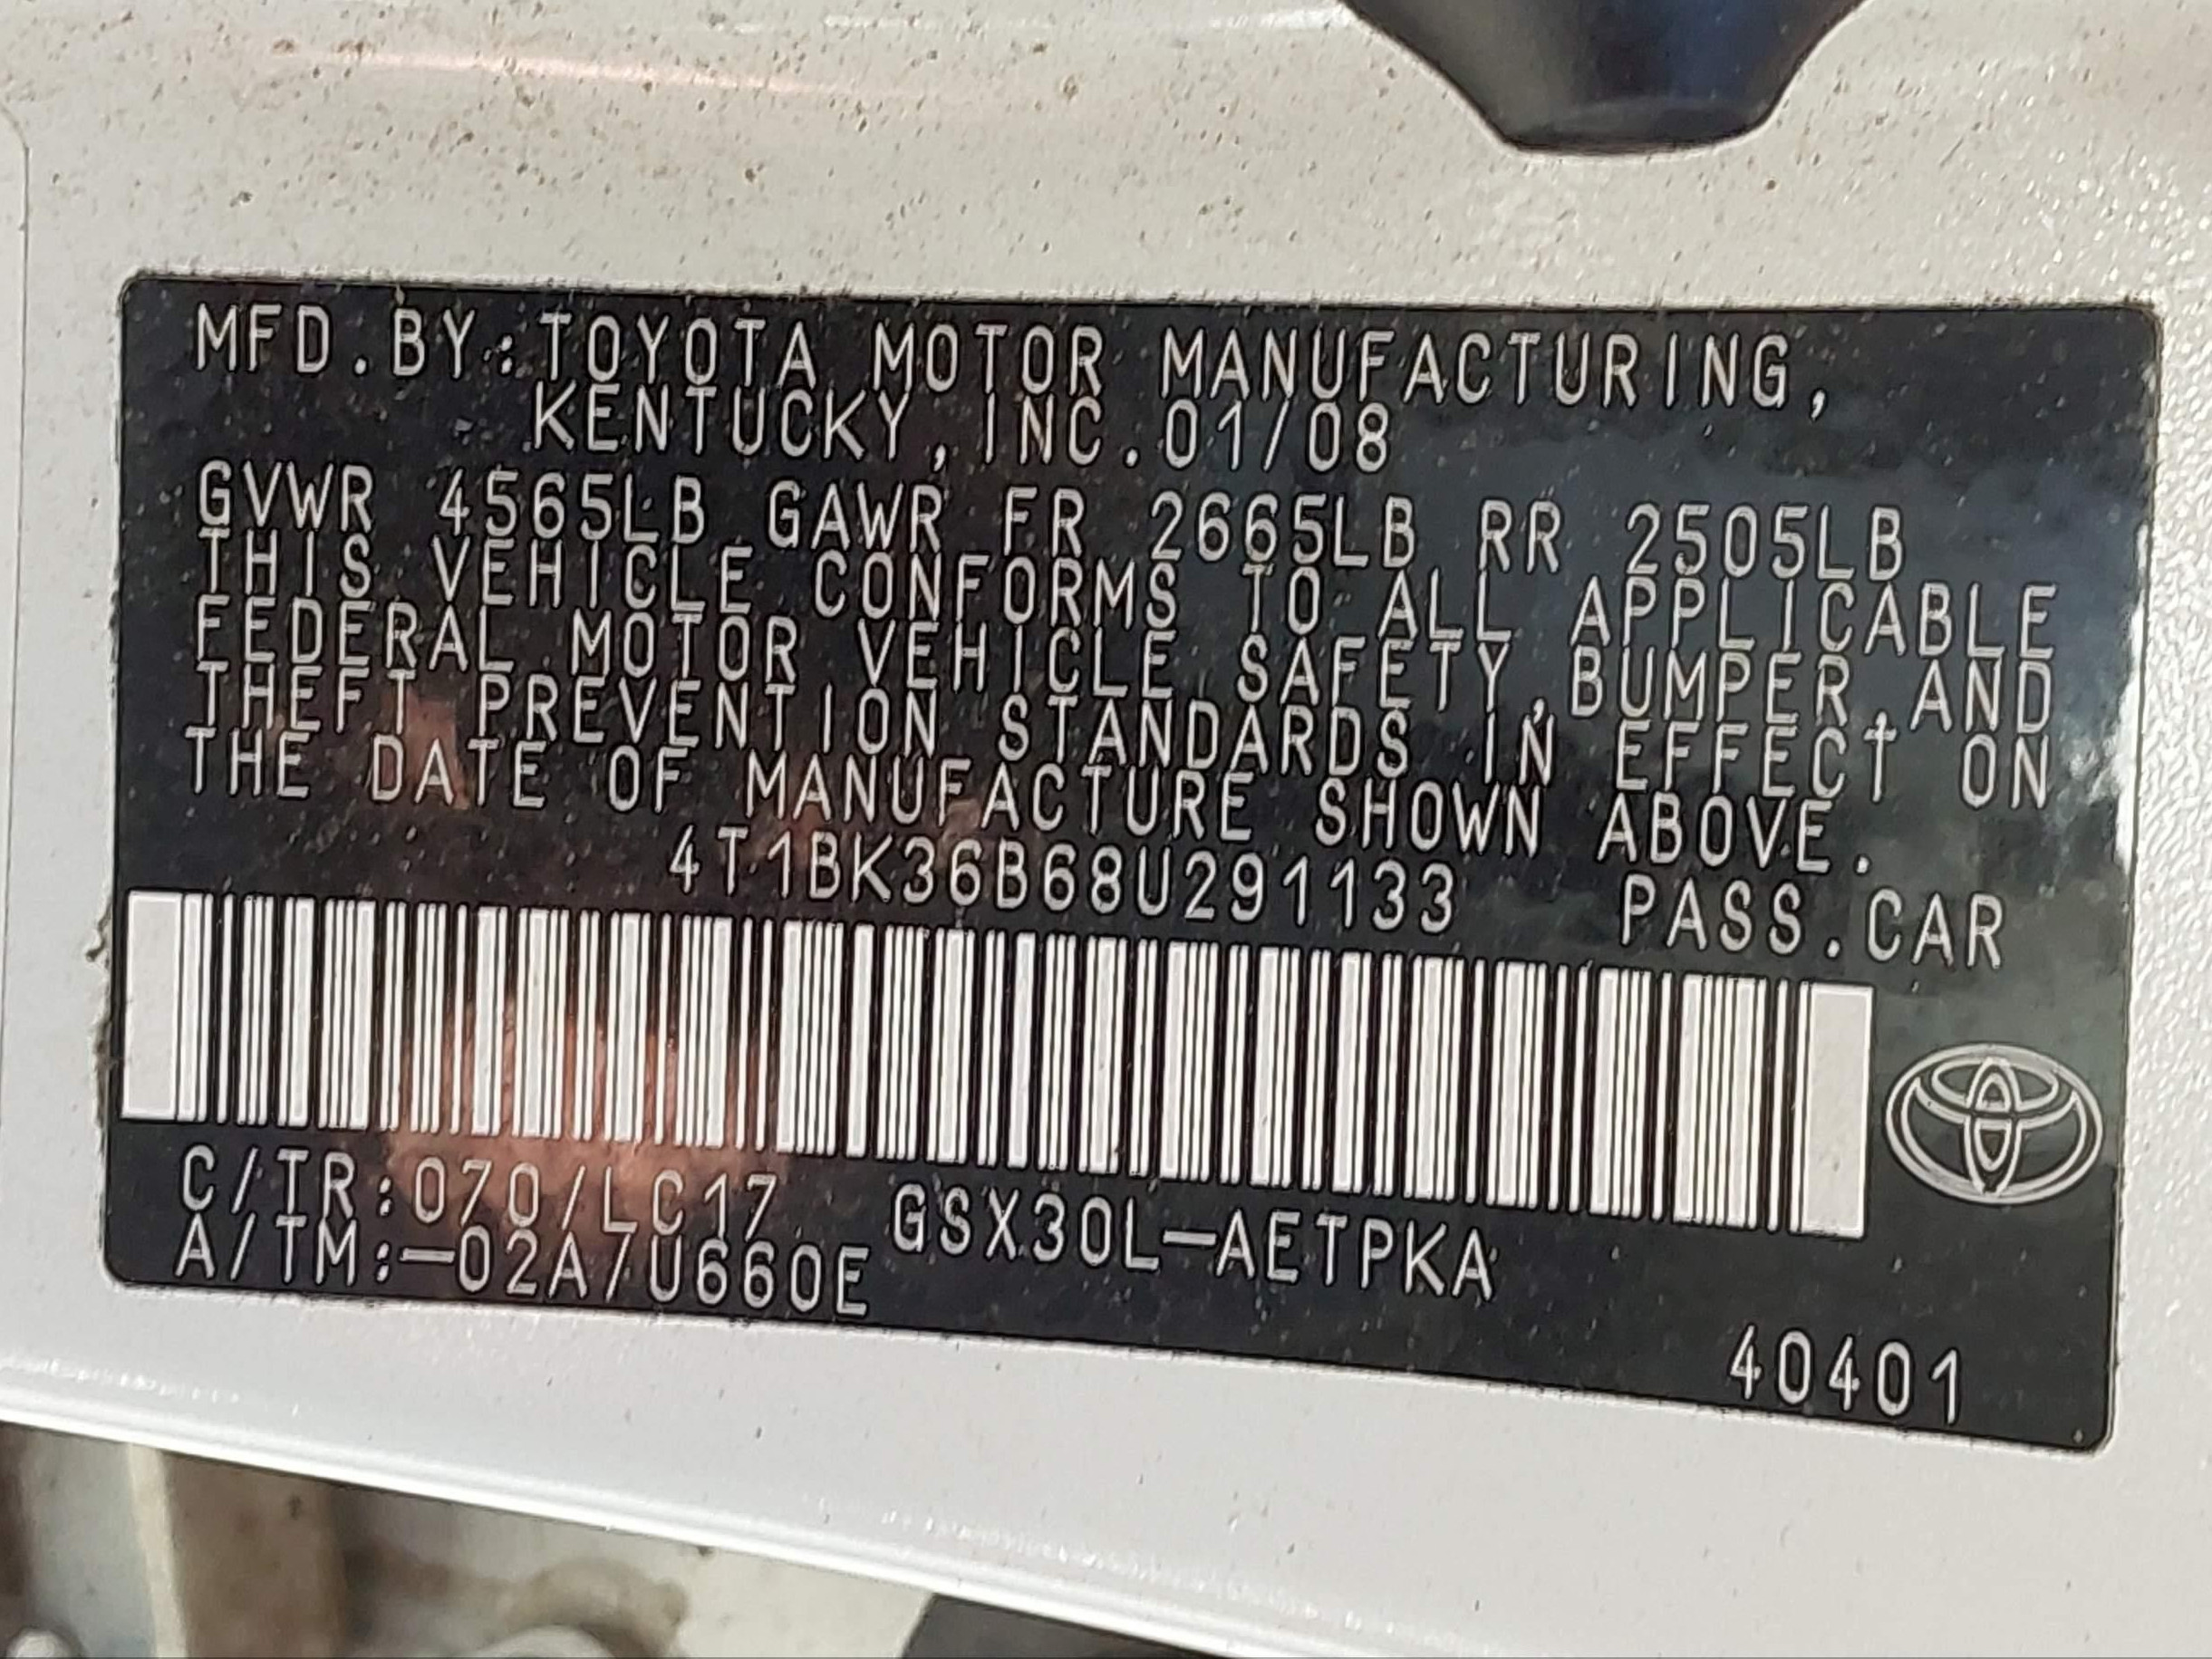 MFD.BY:TOYOTA MOTOR MANUFACTURING,
KENTUCKY,INC.01/08
GVWR 4565LB GAWR FR 2665LB RR 2505LB
THIS VEHICLE CONFORMS TO ALL APPLICABLE
FEDERAL MOTOR VEHICLE SAFETY,BUMPER,AND
THEFT PREVENTION STANDARDS IN EFFECT ON
THE DATE OF MANUFACTURE SHOWN ABOVE.
4T1BK36B68U291133 PASS.CAR
C/TR:070/LC17 GSX30L-AETPKA
A/TM:-02A/U660E
40401